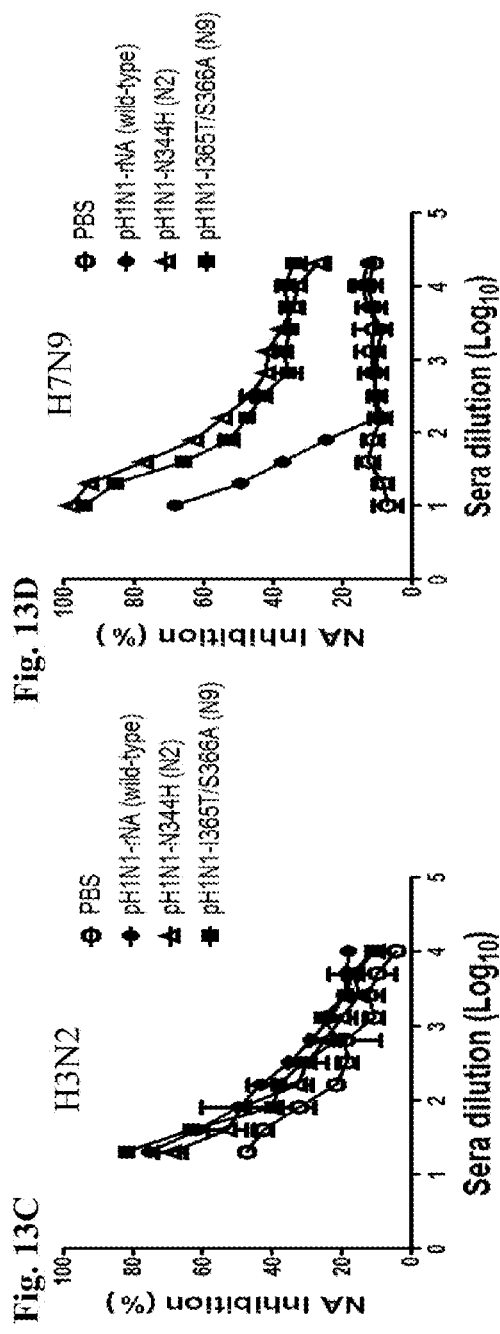 Fig. 13C
H3N2
PBS
pH1N1-rNA (wild-type)
pH1N1-N344H (N2)
pH1N1-I365T/S366A (N9)
NA Inhibition (%)
100
80
60
40
20
0
0 1 2 3 4 5
Sera dilution (Log10)
Fig. 13D
H7N9
PBS
pH1N1-rNA (wild-type)
pH1N1-N344H (N2)
pH1N1-I365T/S366A (N9)
NA Inhibition (%)
100
80
60
40
20
0
0 1 2 3 4 5
Sera dilution (Log10)